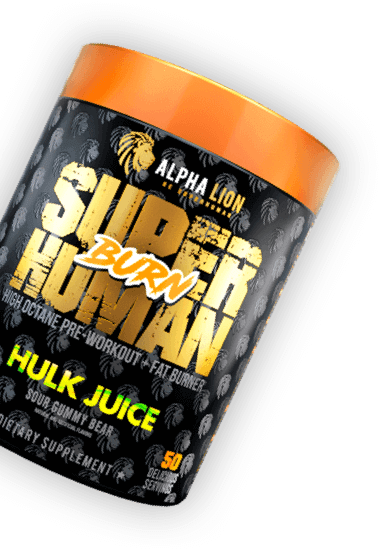 ALPHA LION
SUPER
BURN
HUMAN
HIGH OCTANE PRE-WORKOUT + FAT BURNER
HULK JUICE
SOUR GUMMY BEAR
DIETARY SUPPLEMENT
50
DELICIOUS
SERVINGS